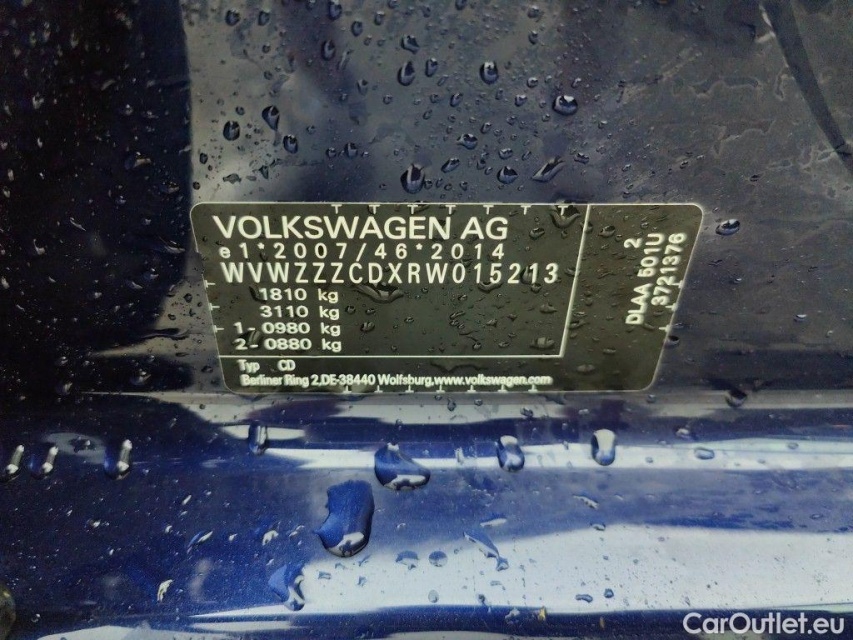 VOLKSWAGEN AG
e1*2007/46*2014
WVWZZZCDXRW015213
1810 kg
3110 kg
1- 0980 kg
2- 0880 kg
Typ CD
Berliner Ring 2,DE-38440 Wolfsburg,www.volkswagen.com
2
DLAA 501U
3721376
CarOutlet.eu